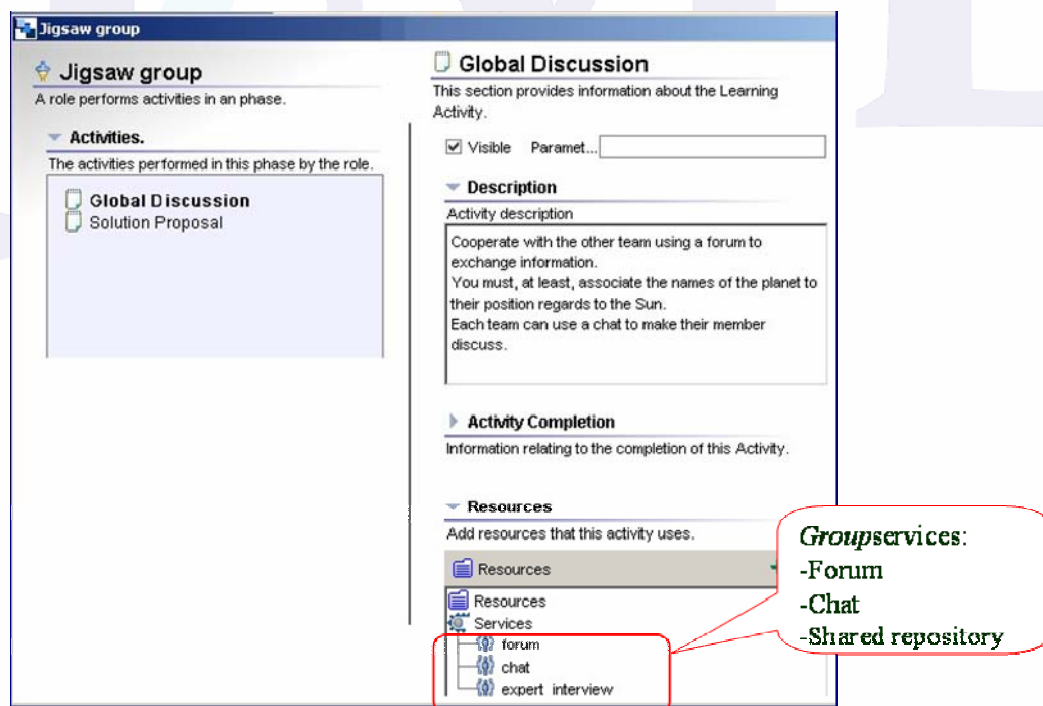 Jigsaw group
Jigsaw group
A role performs activities in an phase.
Activities.
The activities performed in this phase by the role.
Global Discussion
Solution Proposal
Global Discussion
This section provides information about the Learning
Activity.
Visible Paramet...
Description
Activity description
Cooperate with the other team using a forum to
exchange information.
You must, at least, associate the names of the planet to
their position regards to the Sun.
Each team can use a chat to make their member
discuss.
Activity Completion
Information relating to the completion of this Activity.
Resources
Add resources that this activity uses.
Resources
Resources
Services
forum
chat
expert_interview
Groupservices:
-Forum
-Chat
-Shared repository